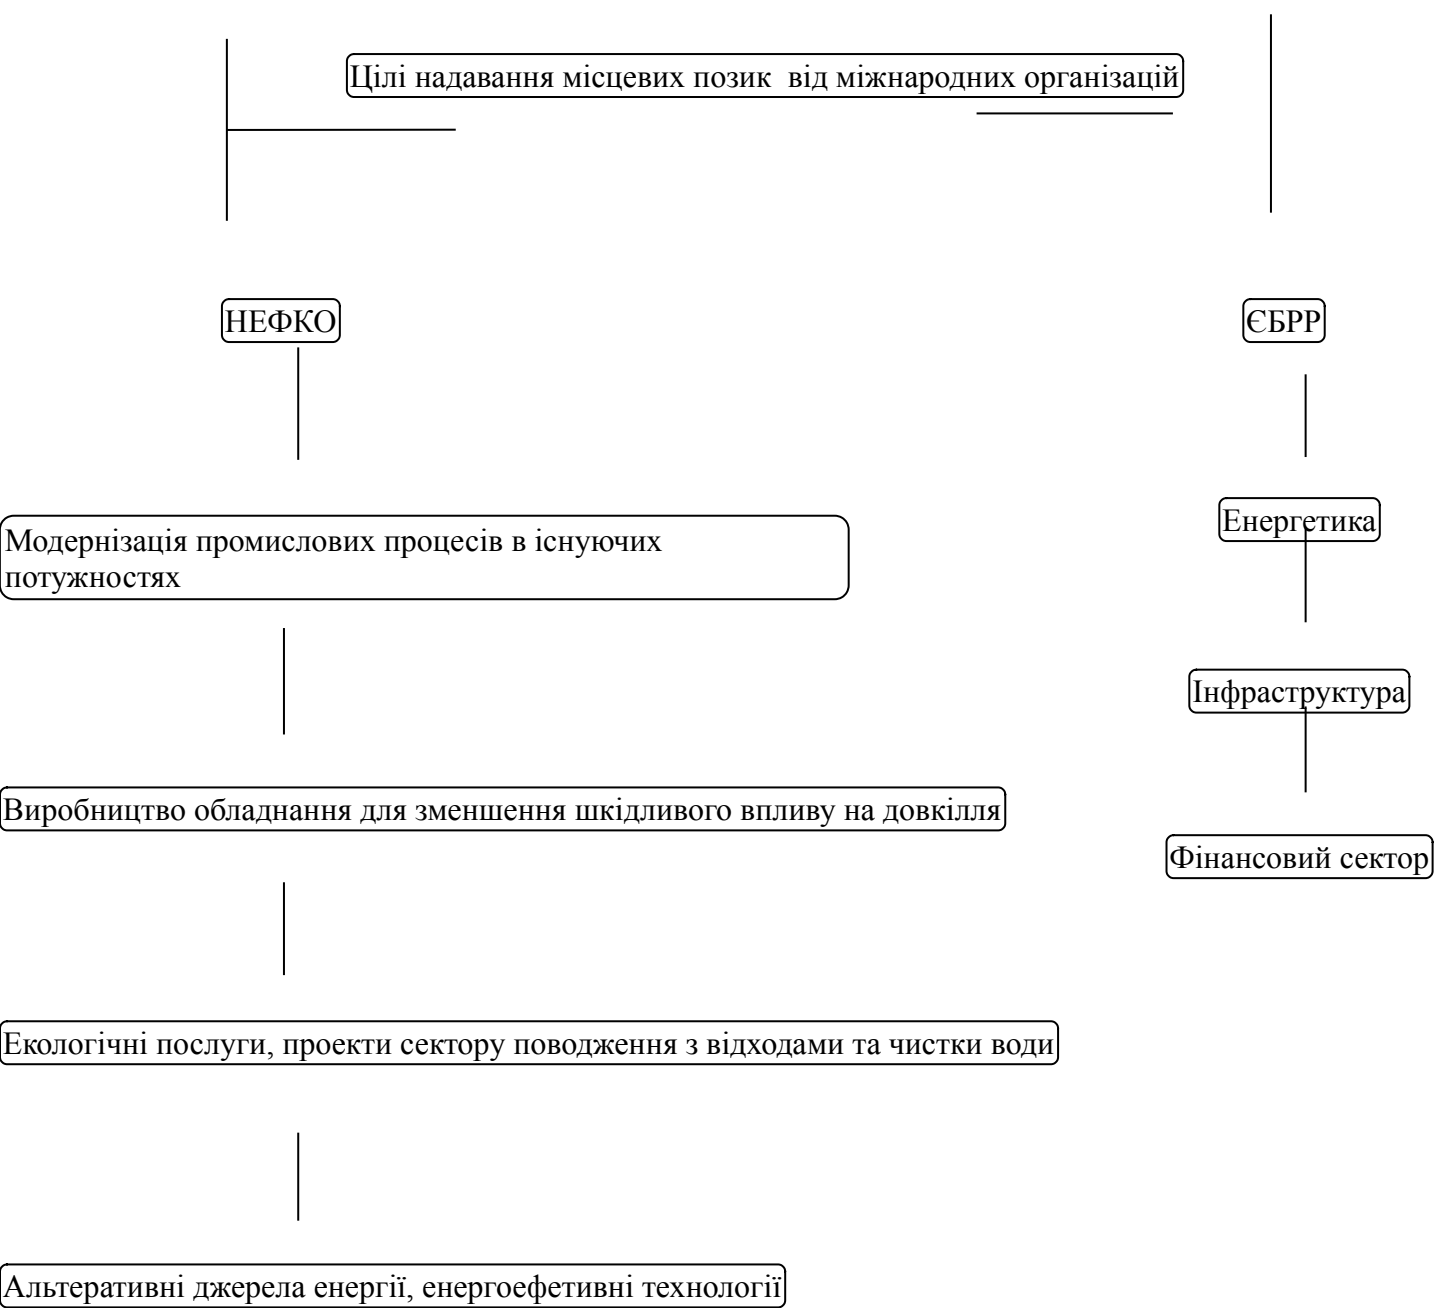 Цілі надавання місцевих позик  від міжнародних організацій
НЕФКО
ЄБРР
Модернізація промислових процесів в існуючих
потужностях
Енергетика
Інфраструктура
Виробництво обладнання для зменшення шкідливого впливу на довкілля
Фінансовий сектор
Екологічні послуги, проекти сектору поводження з відходами та чистки води
Альтеративні джерела енергії, енергоефетивні технології